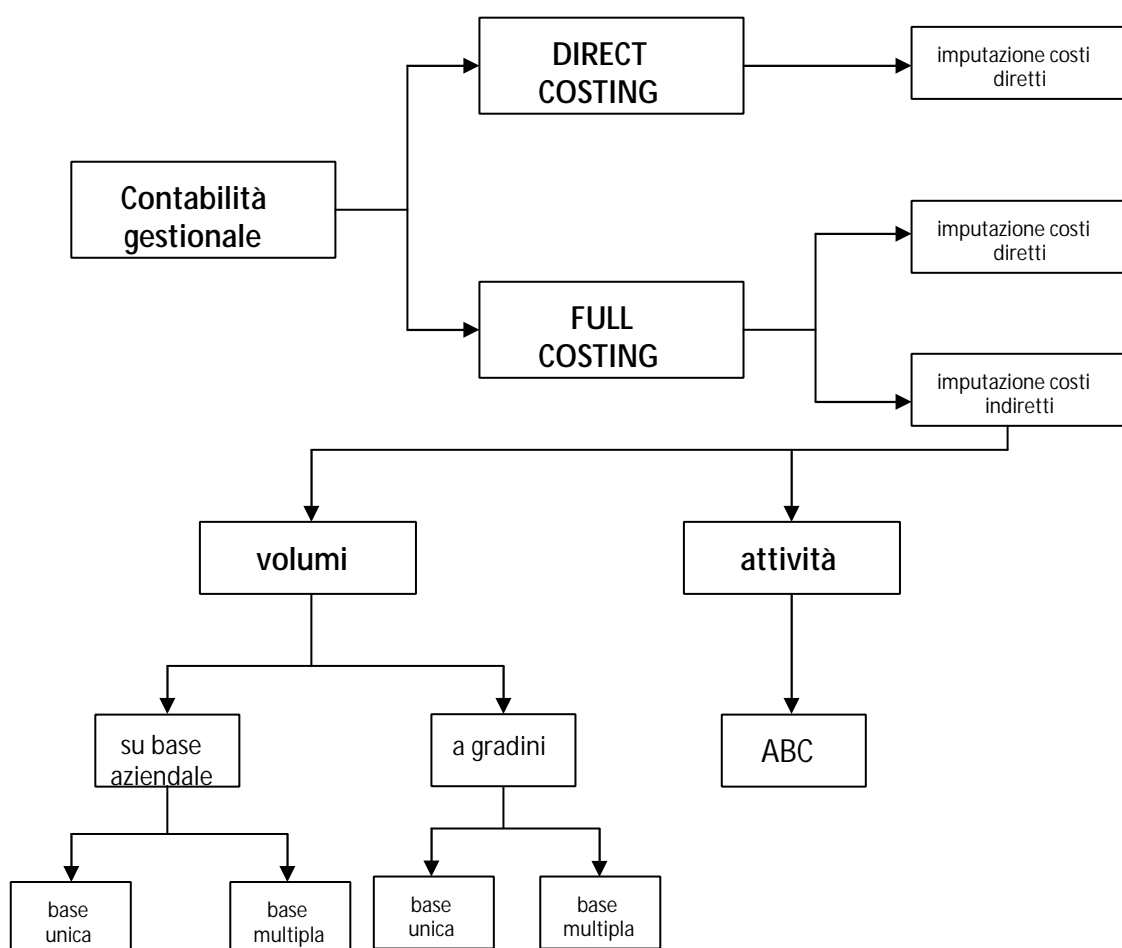 DIRECT
COSTING
imputazione costi
diretti
Contabilità
gestionale
imputazione costi
diretti
FULL
COSTING
imputazione costi
indiretti
volumi
attività
su base
aziendale
a gradini
ABC
base
unica
base
multipla
base
unica
base
multipla